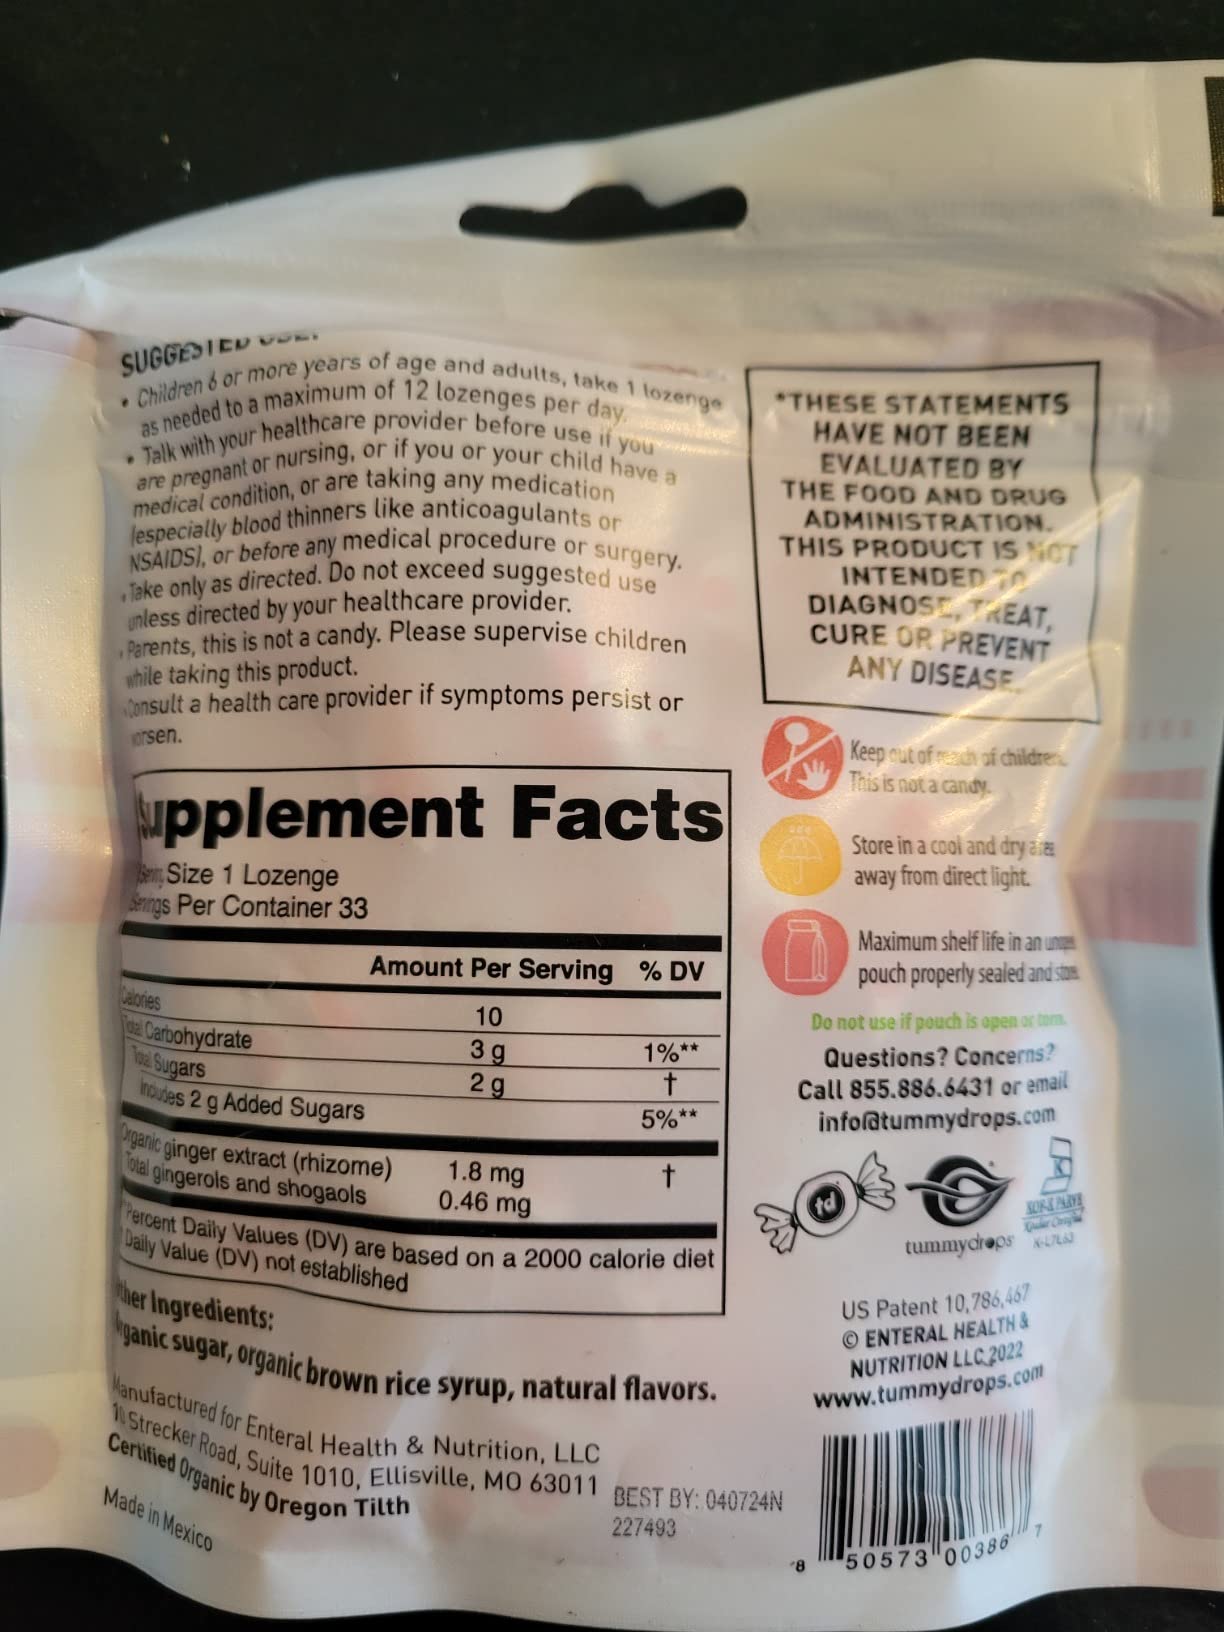 SUGGESTED USE:
• Children 6 or more years of age and adults, take 1 lozenge
as needed to a maximum of 12 lozenges per day.
• Talk with your healthcare provider before use if you
are pregnant or nursing, or if you or your child have a
medical condition, or are taking any medication
(especially blood thinners like anticoagulants or
NSAIDS), or before any medical procedure or surgery.
• Take only as directed. Do not exceed suggested use
unless directed by your healthcare provider.
• Parents, this is not a candy. Please supervise children
while taking this product.
• Consult a health care provider if symptoms persist or
worsen.
Supplement Facts
Serving Size 1 Lozenge
Servings Per Container 33
Amount Per Serving % DV
Calories 10
Total Carbohydrate 3 g 1%**
Total Sugars 2 g †
Includes 2 g Added Sugars 5%**
Organic ginger extract (rhizome) 1.8 mg †
Total gingerols and shogaols 0.46 mg
Percent Daily Values (DV) are based on a 2000 calorie diet
Daily Value (DV) not established
Other Ingredients:
Organic sugar, organic brown rice syrup, natural flavors.
Manufactured for Enteral Health & Nutrition, LLC
Strecker Road, Suite 1010, Ellisville, MO 63011
Certified Organic by Oregon Tilth
Made in Mexico
BEST BY: 040724N
227493
*THESE STATEMENTS
HAVE NOT BEEN
EVALUATED BY
THE FOOD AND DRUG
ADMINISTRATION.
THIS PRODUCT IS NOT
INTENDED TO
DIAGNOSE, TREAT,
CURE OR PREVENT
ANY DISEASE.
Keep out of reach of children.
This is not a candy.
Store in a cool and dry area
away from direct light.
Maximum shelf life in an
pouch properly sealed and
Do not use if pouch is open or torn.
Questions? Concerns?
Call 855.886.6431 or email
info@tummydrops.com
td
tummydrops
K
KOF-K PARVE
Kosher Certified
US Patent 10,786,467
© ENTERAL HEALTH &
NUTRITION LLC 2022
www.tummydrops.com
8 50573 00386 7